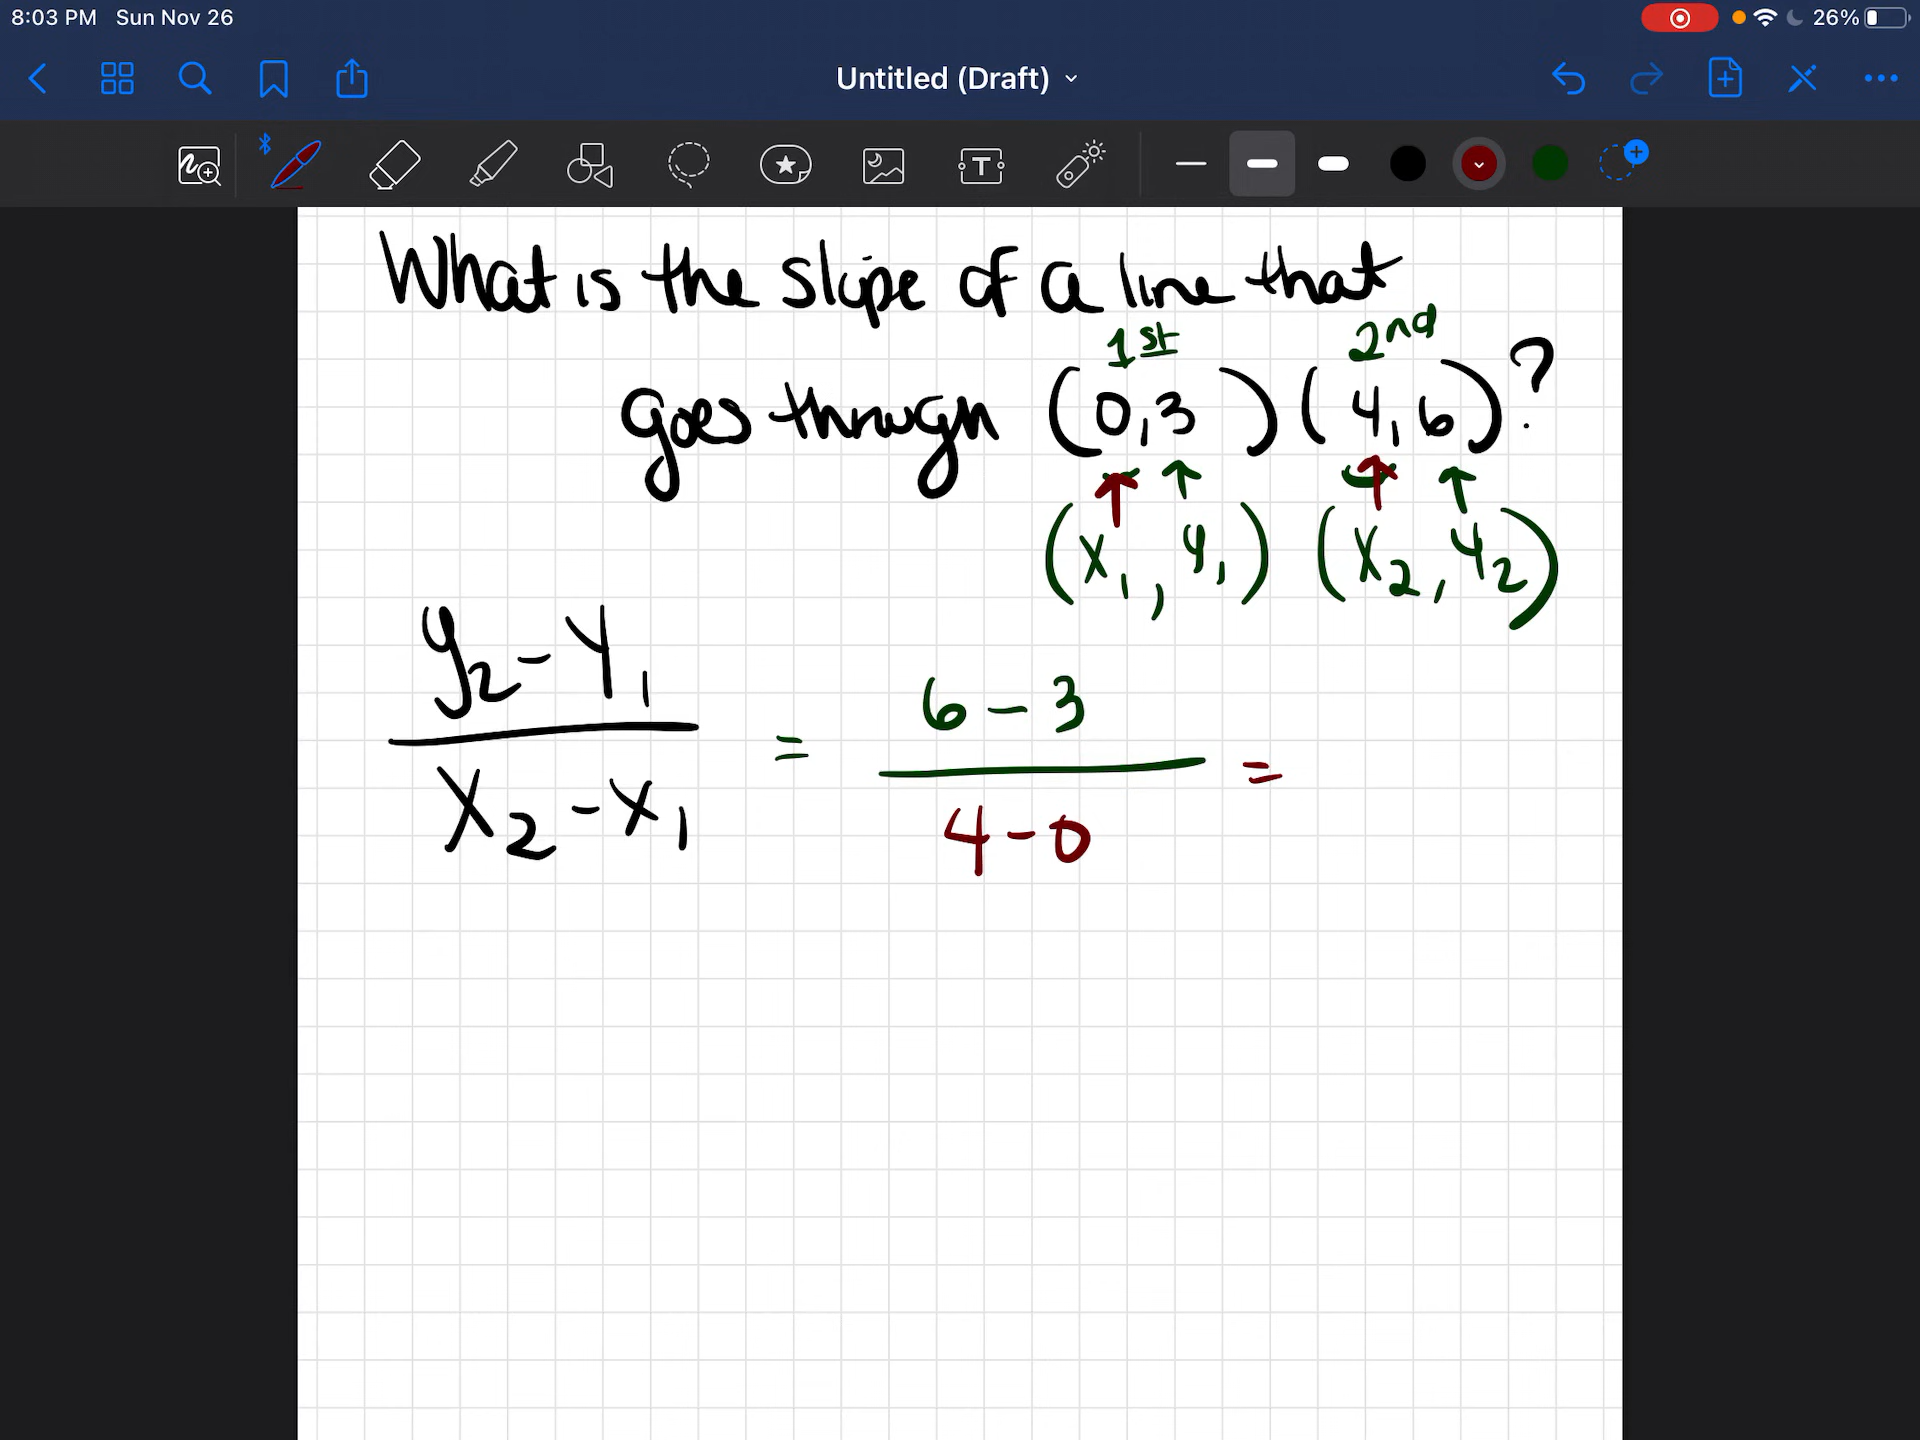 8:03 PM Sun Nov 26
26%
Untitled (Draft)
T
What is the slope of a line that
1st 2nd
goes through (0,3) (4,6)?
(x₁, y₁) (x₂, y₂)
y₂ - y₁
6 - 3
= =
x₂ - x₁
4 - 0